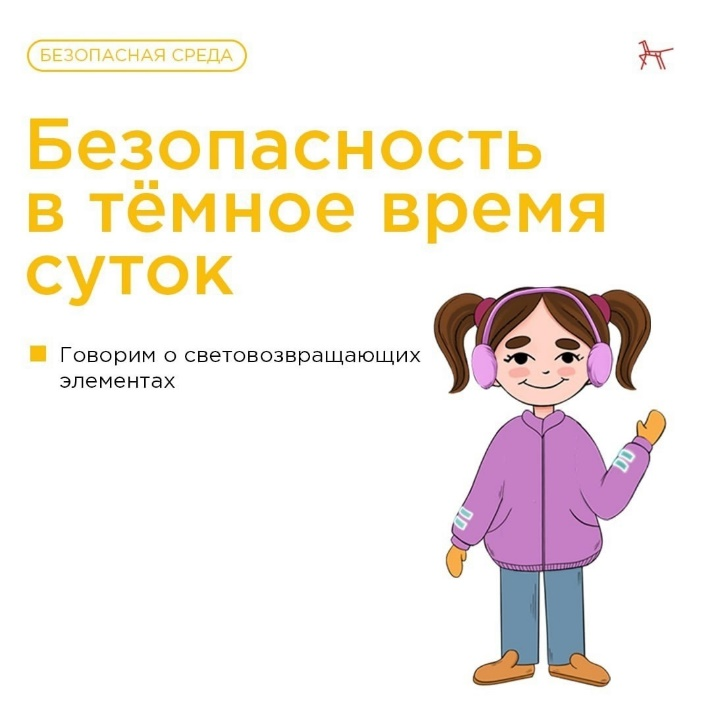 БЕЗОПАСНАЯ СРЕДА
Безопасность
в тёмное время
суток
Говорим о световозвращающих
элементах